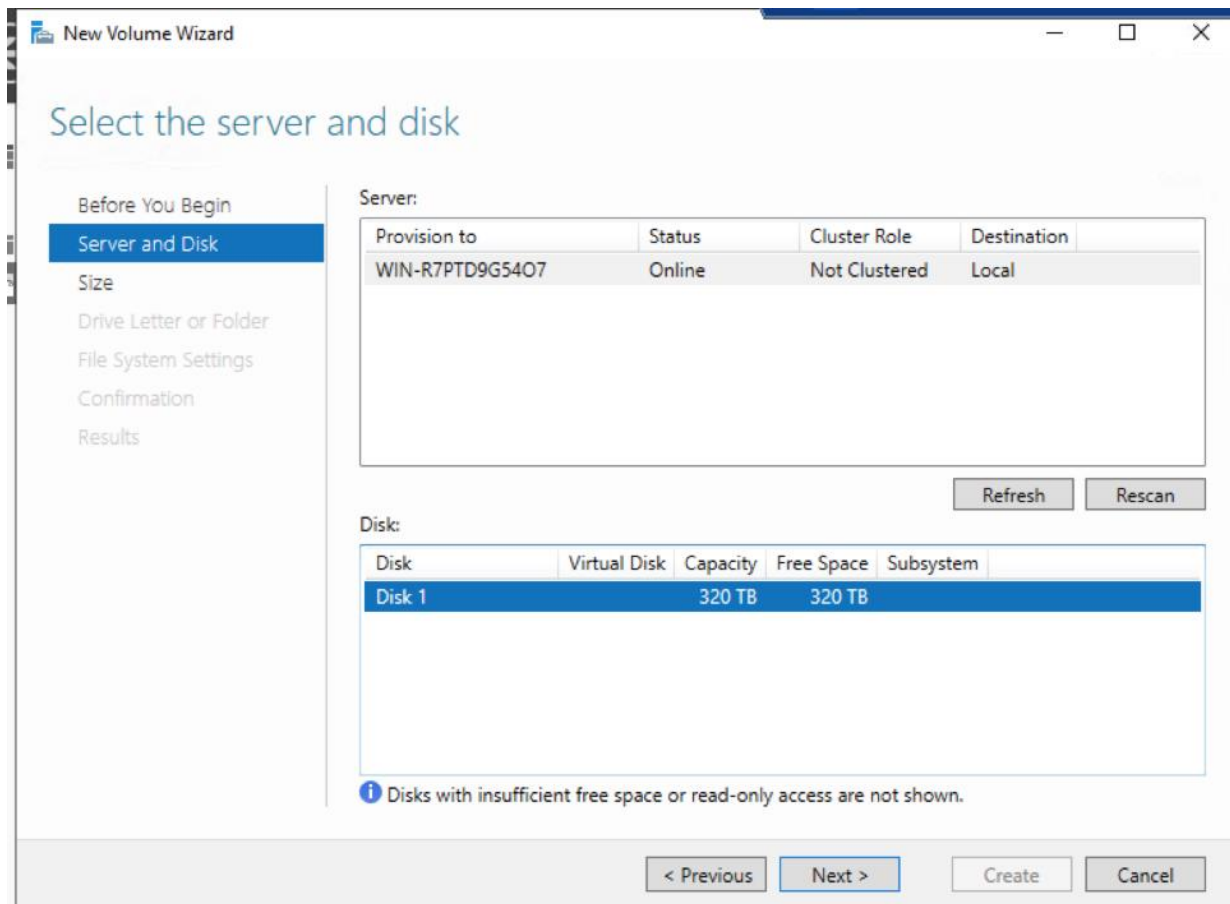 New Volume Wizard
Select the server and disk
Before You Begin
Server and Disk
Size
Drive Letter or Folder
File System Settings
Confirmation
Results
Server:
Provision to Status Cluster Role Destination
WIN-R7PTD9G54O7 Online Not Clustered Local
Refresh Rescan
Disk:
Disk Virtual Disk Capacity Free Space Subsystem
Disk 1 320 TB 320 TB
Disks with insufficient free space or read-only access are not shown.
< Previous Next > Create Cancel